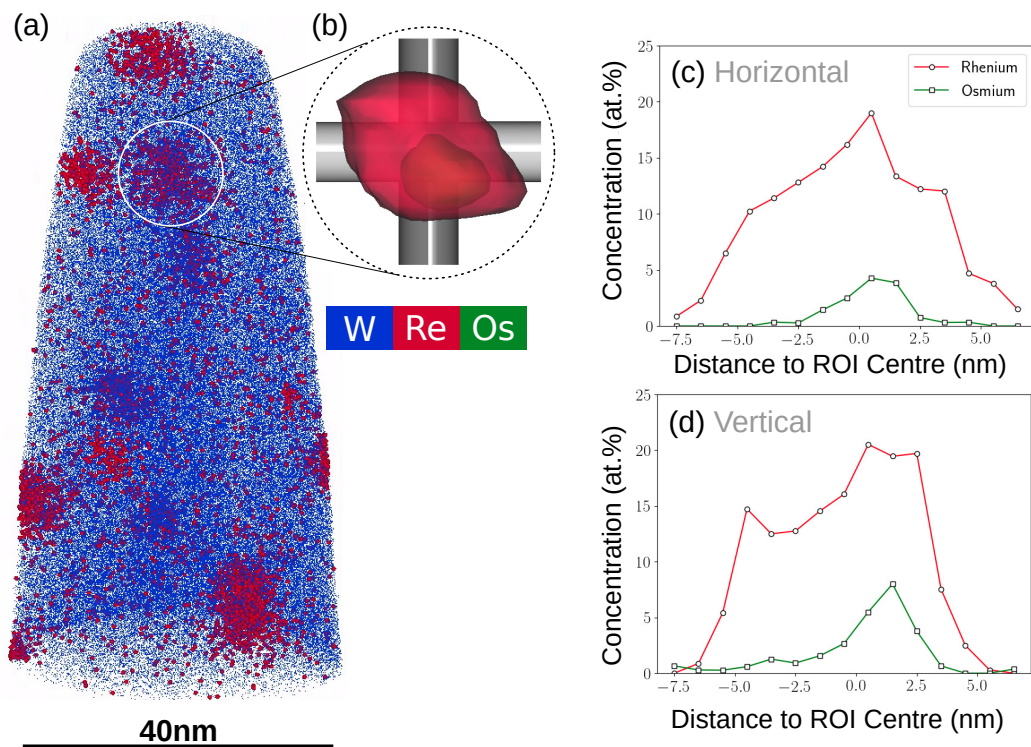 (a)
(b)
W Re Os
40nm
(c) Horizontal
Rhenium
Osmium
Concentration (at.%)
25
20
15
10
5
0
−7.5 −5.0 −2.5 0.0 2.5 5.0
Distance to ROI Centre (nm)
(d) Vertical
Concentration (at.%)
25
20
15
10
5
0
−7.5 −5.0 −2.5 0.0 2.5 5.0
Distance to ROI Centre (nm)